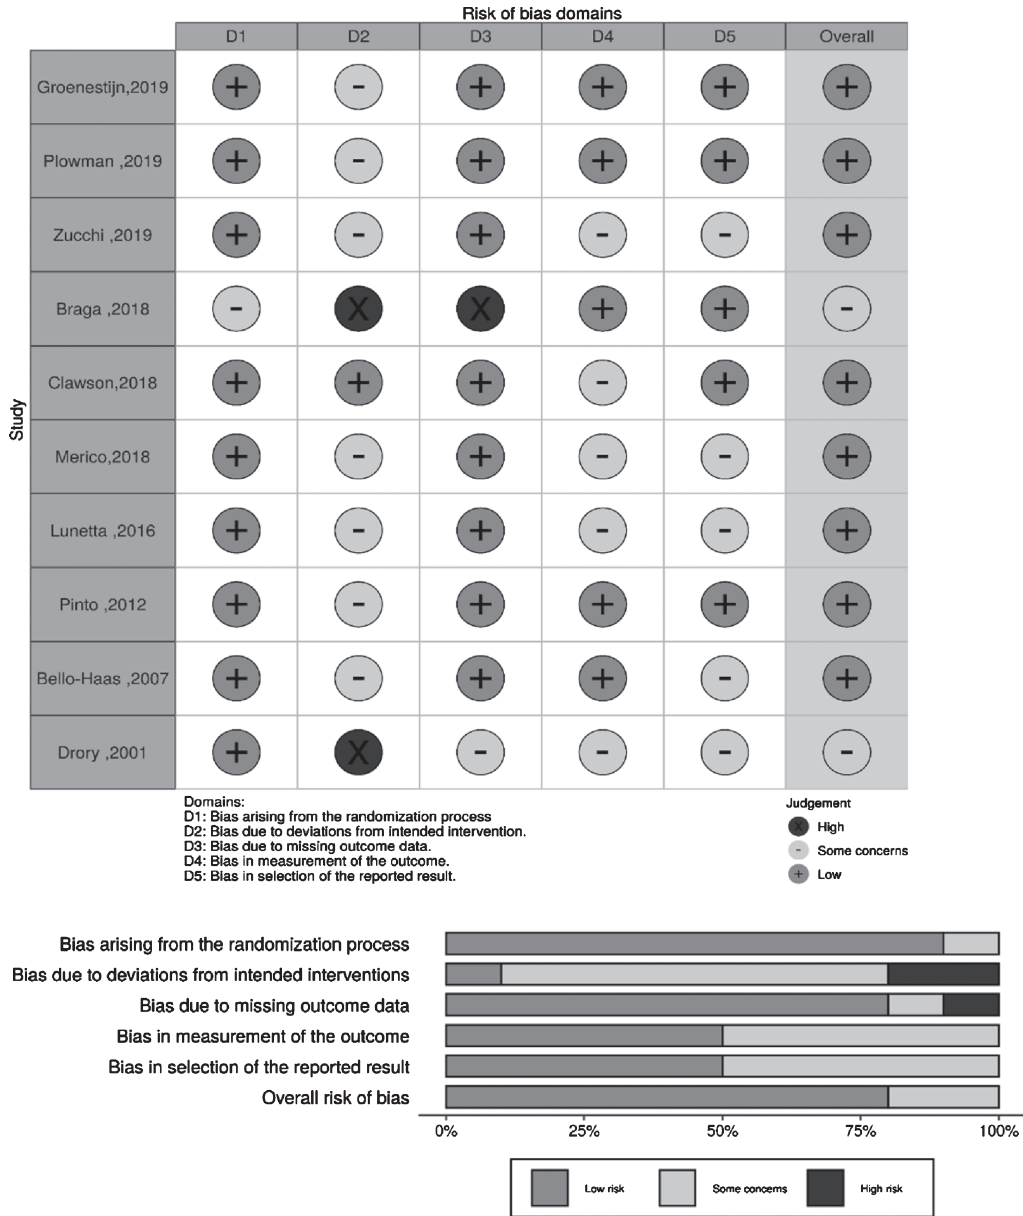 Risk of bias domains
D1 D2 D3 D4 D5 Overall
Study
Groenestijn,2019 + - + + + +
Plowman ,2019 + - + + + +
Zucchi ,2019 + - + - - +
Braga ,2018 - X X + + -
Clawson,2018 + + + - + +
Merico,2018 + - + - - +
Lunetta ,2016 + - + - - +
Pinto ,2012 + - + + + +
Bello-Haas ,2007 + - + + - +
Drory ,2001 + X - - - -
Domains:
D1: Bias arising from the randomization process
D2: Bias due to deviations from intended intervention.
D3: Bias due to missing outcome data.
D4: Bias in measurement of the outcome.
D5: Bias in selection of the reported result.
Judgement
X High
- Some concerns
+ Low
Bias arising from the randomization process
Bias due to deviations from intended interventions
Bias due to missing outcome data
Bias in measurement of the outcome
Bias in selection of the reported result
Overall risk of bias
0% 25% 50% 75% 100%
Low risk Some concerns High risk